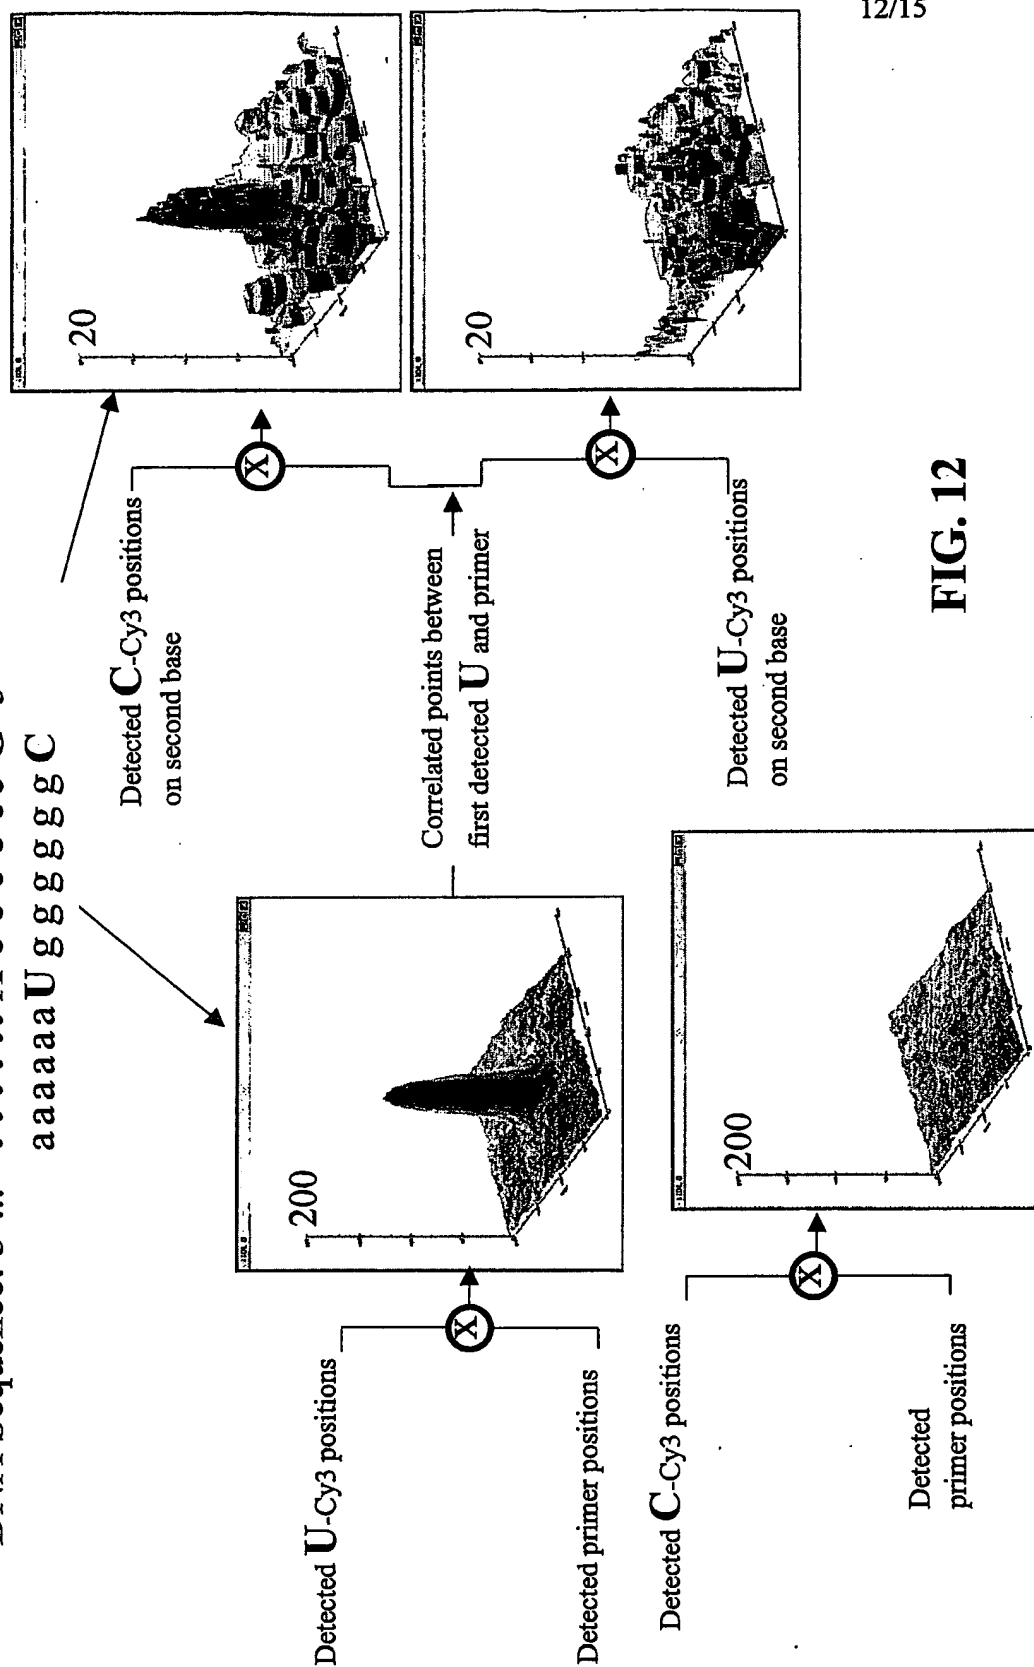 12/15
aaaaaaUggggggC
200
Detected U-Cy3 positions
X
Detected primer positions
200
Detected C-Cy3 positions
X
Detected
primer positions
Correlated points between
first detected U and primer
Detected C-Cy3 positions
on second base
X
20
Detected U-Cy3 positions
on second base
X
20
FIG. 12